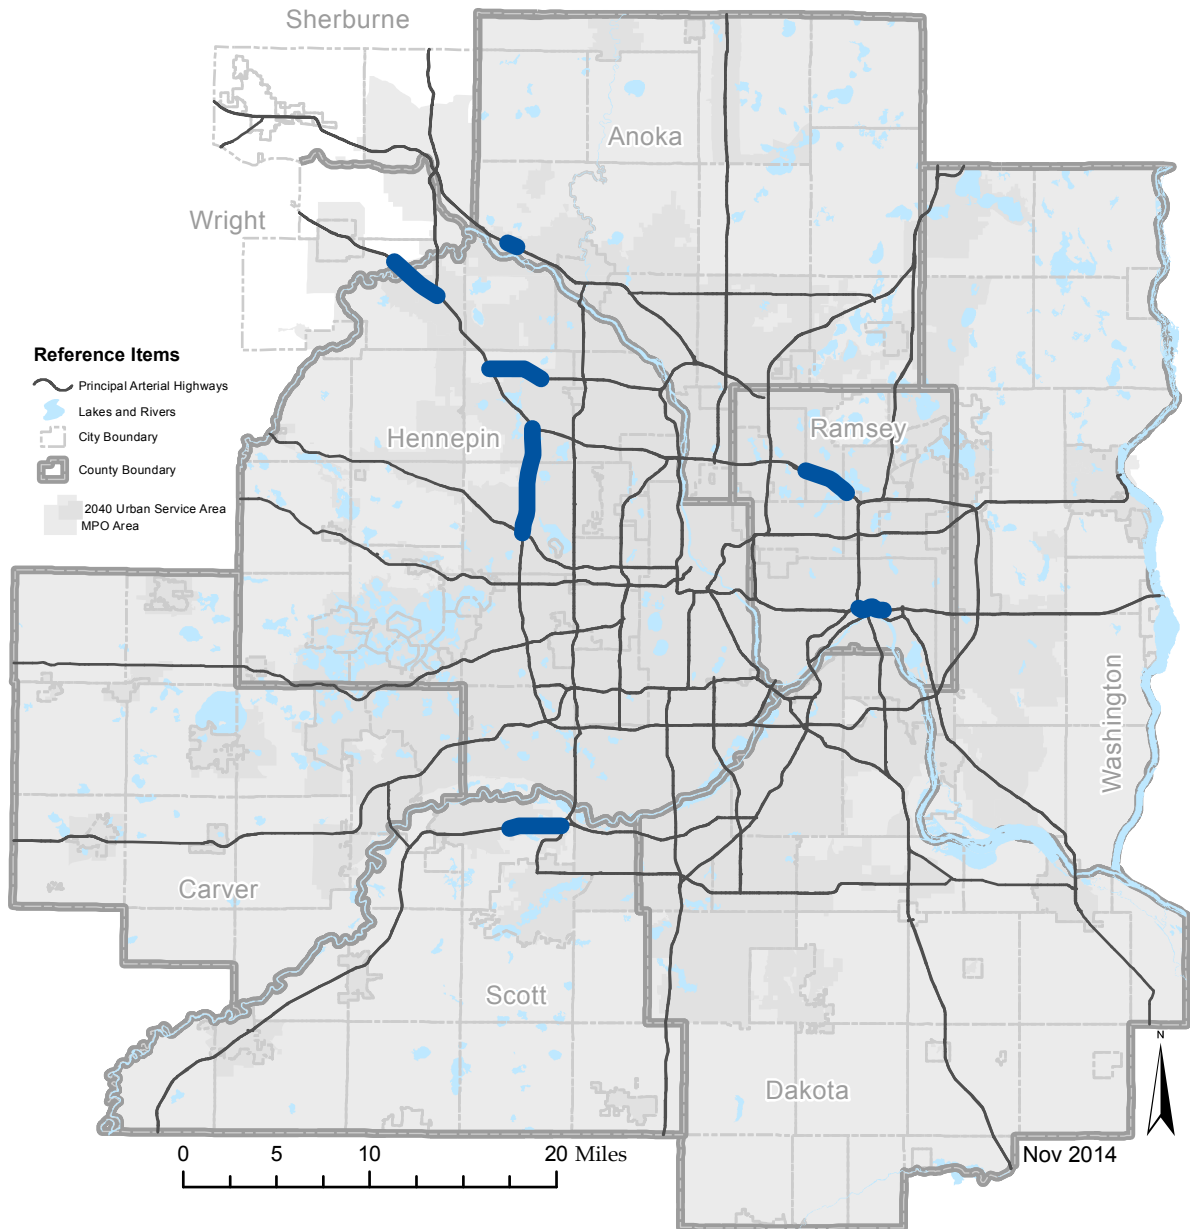 Sherburne
Anoka
Wright
Reference Items
Principal Arterial Highways
Lakes and Rivers
City Boundary
County Boundary
2040 Urban Service Area
MPO Area
Hennepin
Ramsey
Washington
Carver
Scott
Dakota
N
0 5 10 20 Miles
Nov 2014